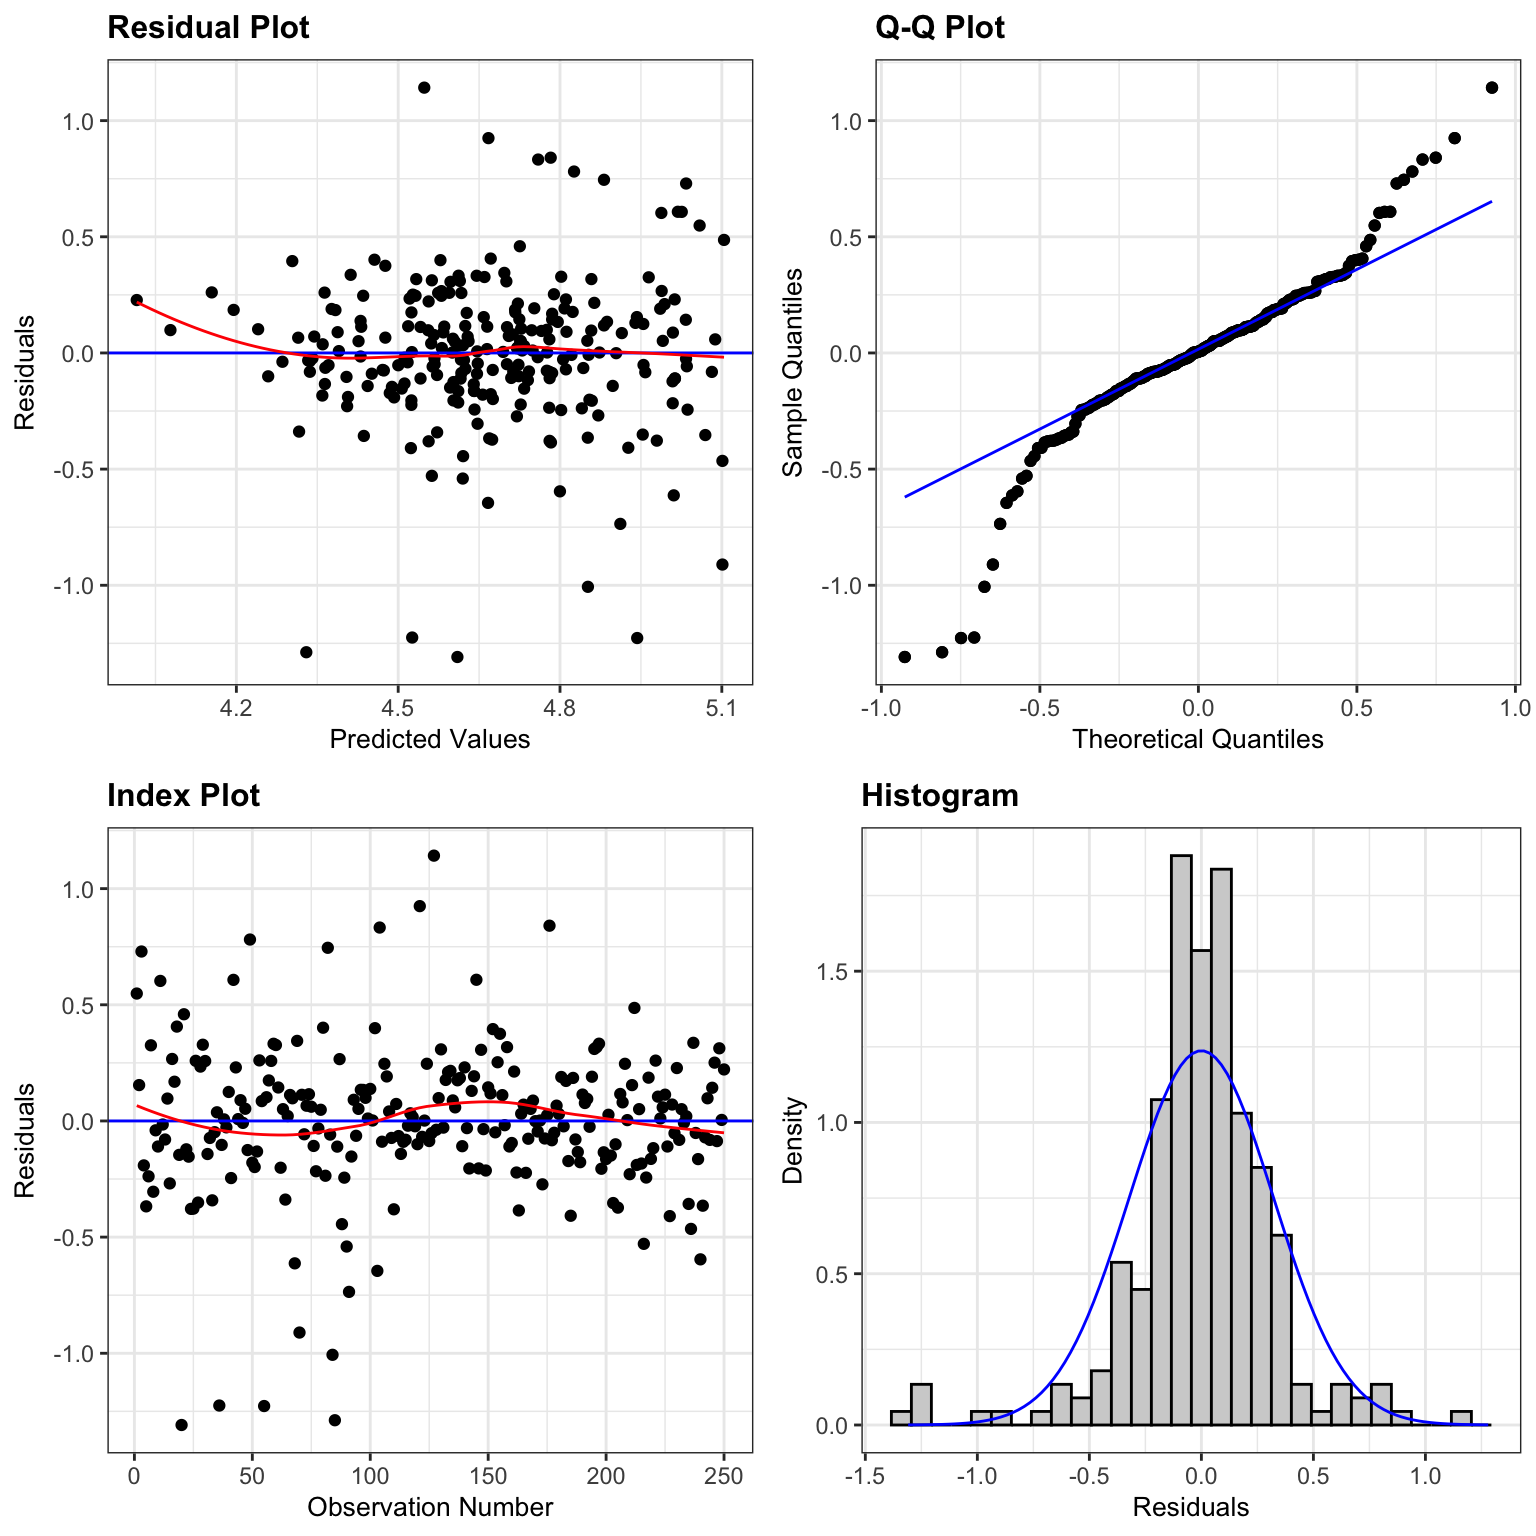 Residual Plot
1.0
0.5
0.0
-0.5
-1.0
Residuals
4.2 4.5 4.8 5.1
Predicted Values
Q-Q Plot
1.0
0.5
0.0
-0.5
-1.0
Sample Quantiles
-1.0 -0.5 0.0 0.5 1.0
Theoretical Quantiles
Index Plot
1.0
0.5
0.0
-0.5
-1.0
Residuals
0 50 100 150 200 250
Observation Number
Histogram
1.5
1.0
0.5
0.0
Density
-1.5 -1.0 -0.5 0.0 0.5 1.0
Residuals